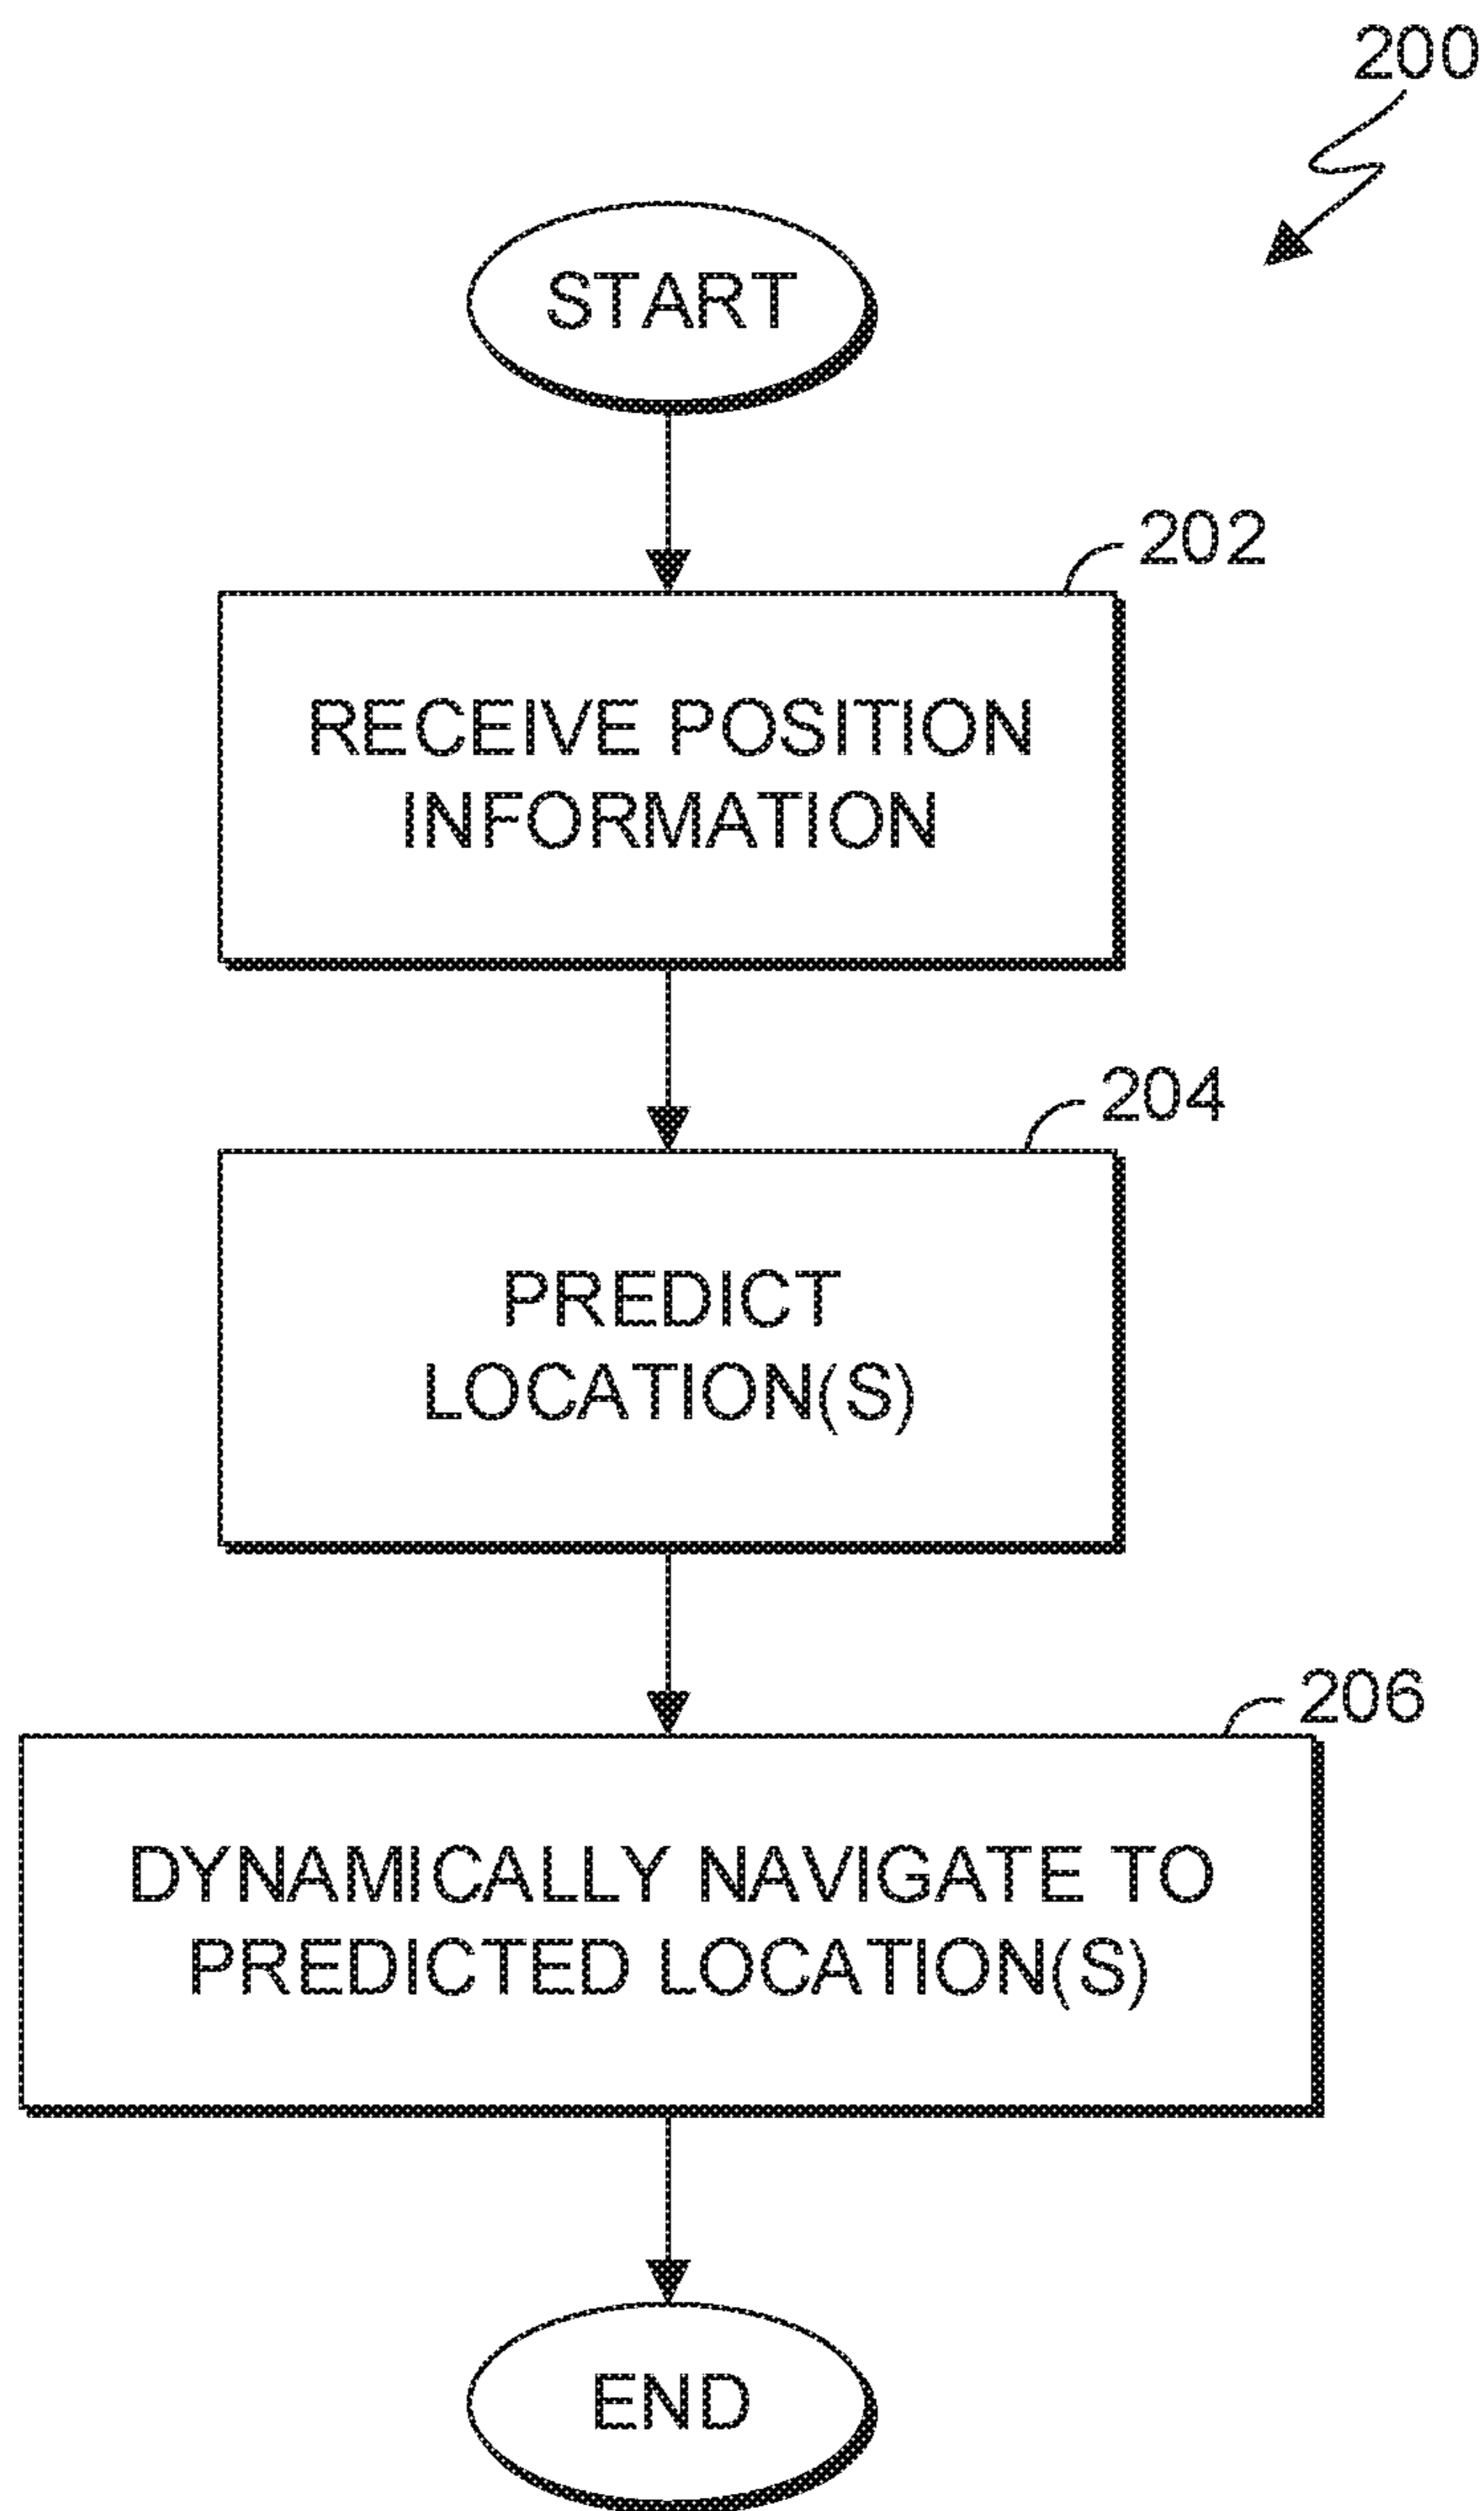 200
START
202
RECEIVE POSITION
INFORMATION
204
PREDICT
LOCATION(S)
206
DYNAMICALLY NAVIGATE TO
PREDICTED LOCATION(S)
END